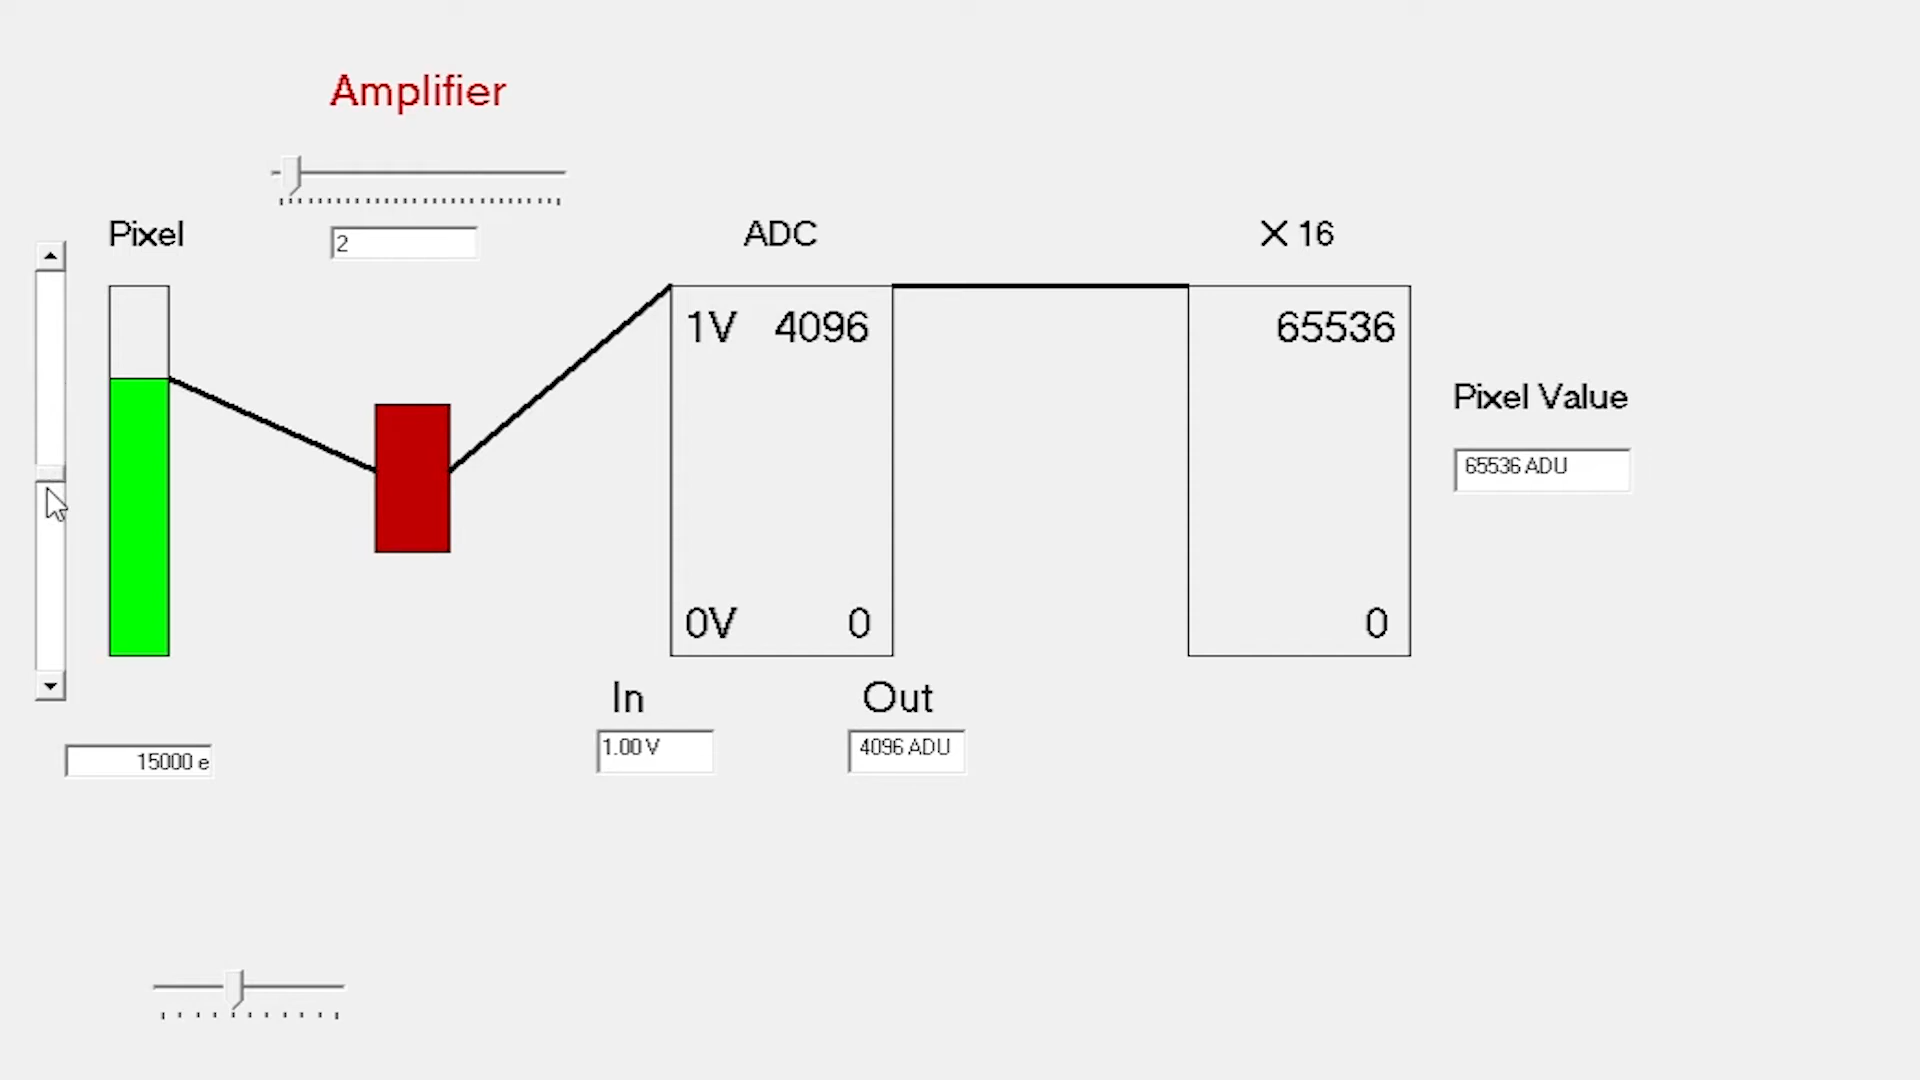 Amplifier
Pixel
2
ADC
X 16
1V 4096
65536
Pixel Value
65536 ADU
0V 0
0
In
Out
1.00 V
4096 ADU
15000 e